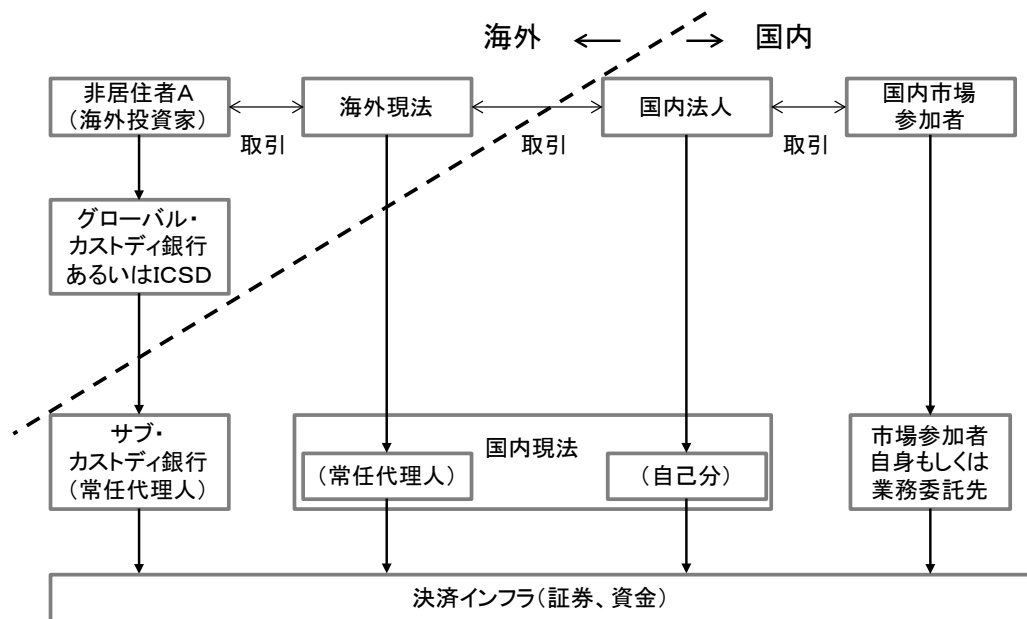 海外 ← → 国内
非居住者A
(海外投資家)
海外現法
国内法人
国内市場
参加者
取引
取引
取引
グローバル・
カストディ銀行
あるいはICSD
サブ・
カストディ銀行
(常任代理人)
国内現法
(常任代理人)
(自己分)
市場参加者
自身もしくは
業務委託先
決済インフラ(証券、資金)